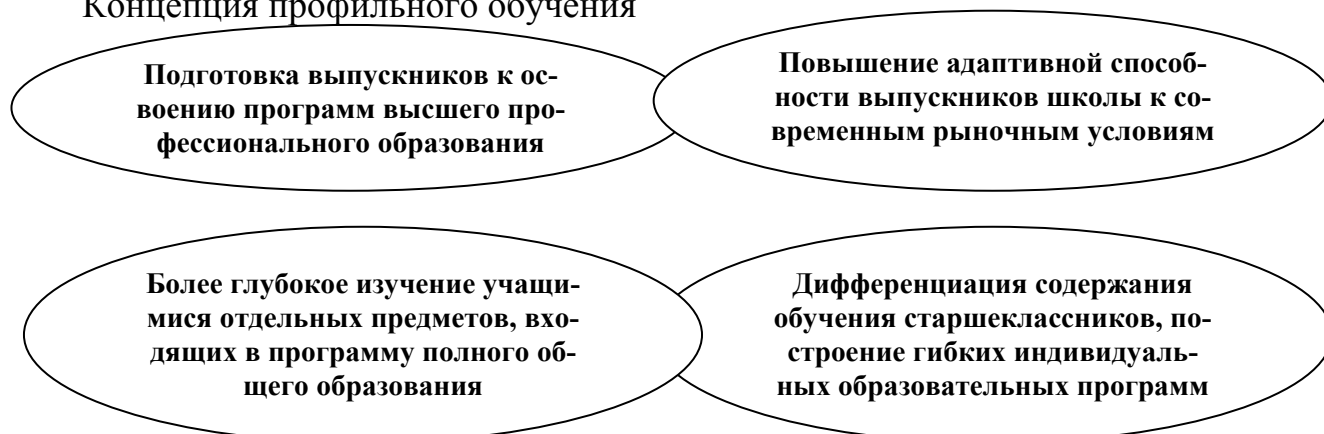 Концепция профильного обучения
Подготовка выпускников к ос-
воению программ высшего про-
фессионального образования
Повышение адаптивной способ-
ности выпускников школы к со-
временным рыночным условиям
Более глубокое изучение учащи-
мися отдельных предметов, вхо-
дящих в программу полного об-
щего образования
Дифференциация содержания
обучения старшеклассников, по-
строение гибких индивидуаль-
ных образовательных программ